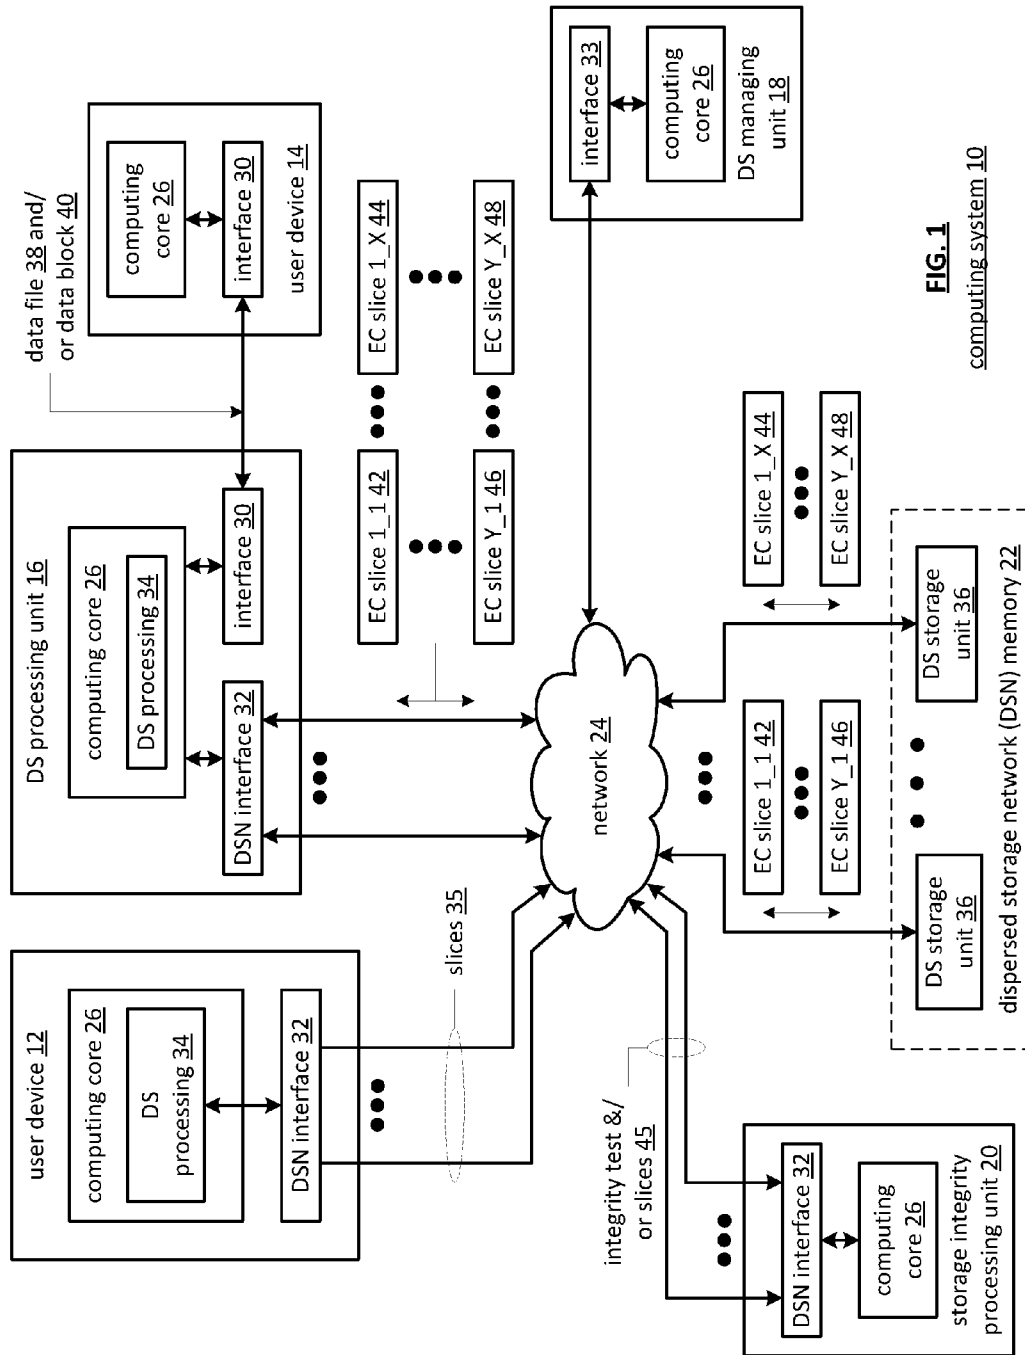 user device 12
computing core 26
DS
processing 34
DSN interface 32
slices 35
DS processing unit 16
computing core 26
DS processing 34
DSN interface 32
interface 30
data file 38 and/
or data block 40
computing
core 26
interface 30
user device 14
EC slice 1_1 42
EC slice 1_X 44
EC slice Y_1 46
EC slice Y_X 48
network 24
interface 33
computing
core 26
DS managing
unit 18
integrity test &/
or slices 45
DSN interface 32
computing
core 26
storage integrity
processing unit 20
EC slice 1_1 42
EC slice Y_1 46
EC slice 1_X 44
EC slice Y_X 48
DS storage
unit 36
DS storage
unit 36
dispersed storage network (DSN) memory 22
FIG. 1
computing system 10